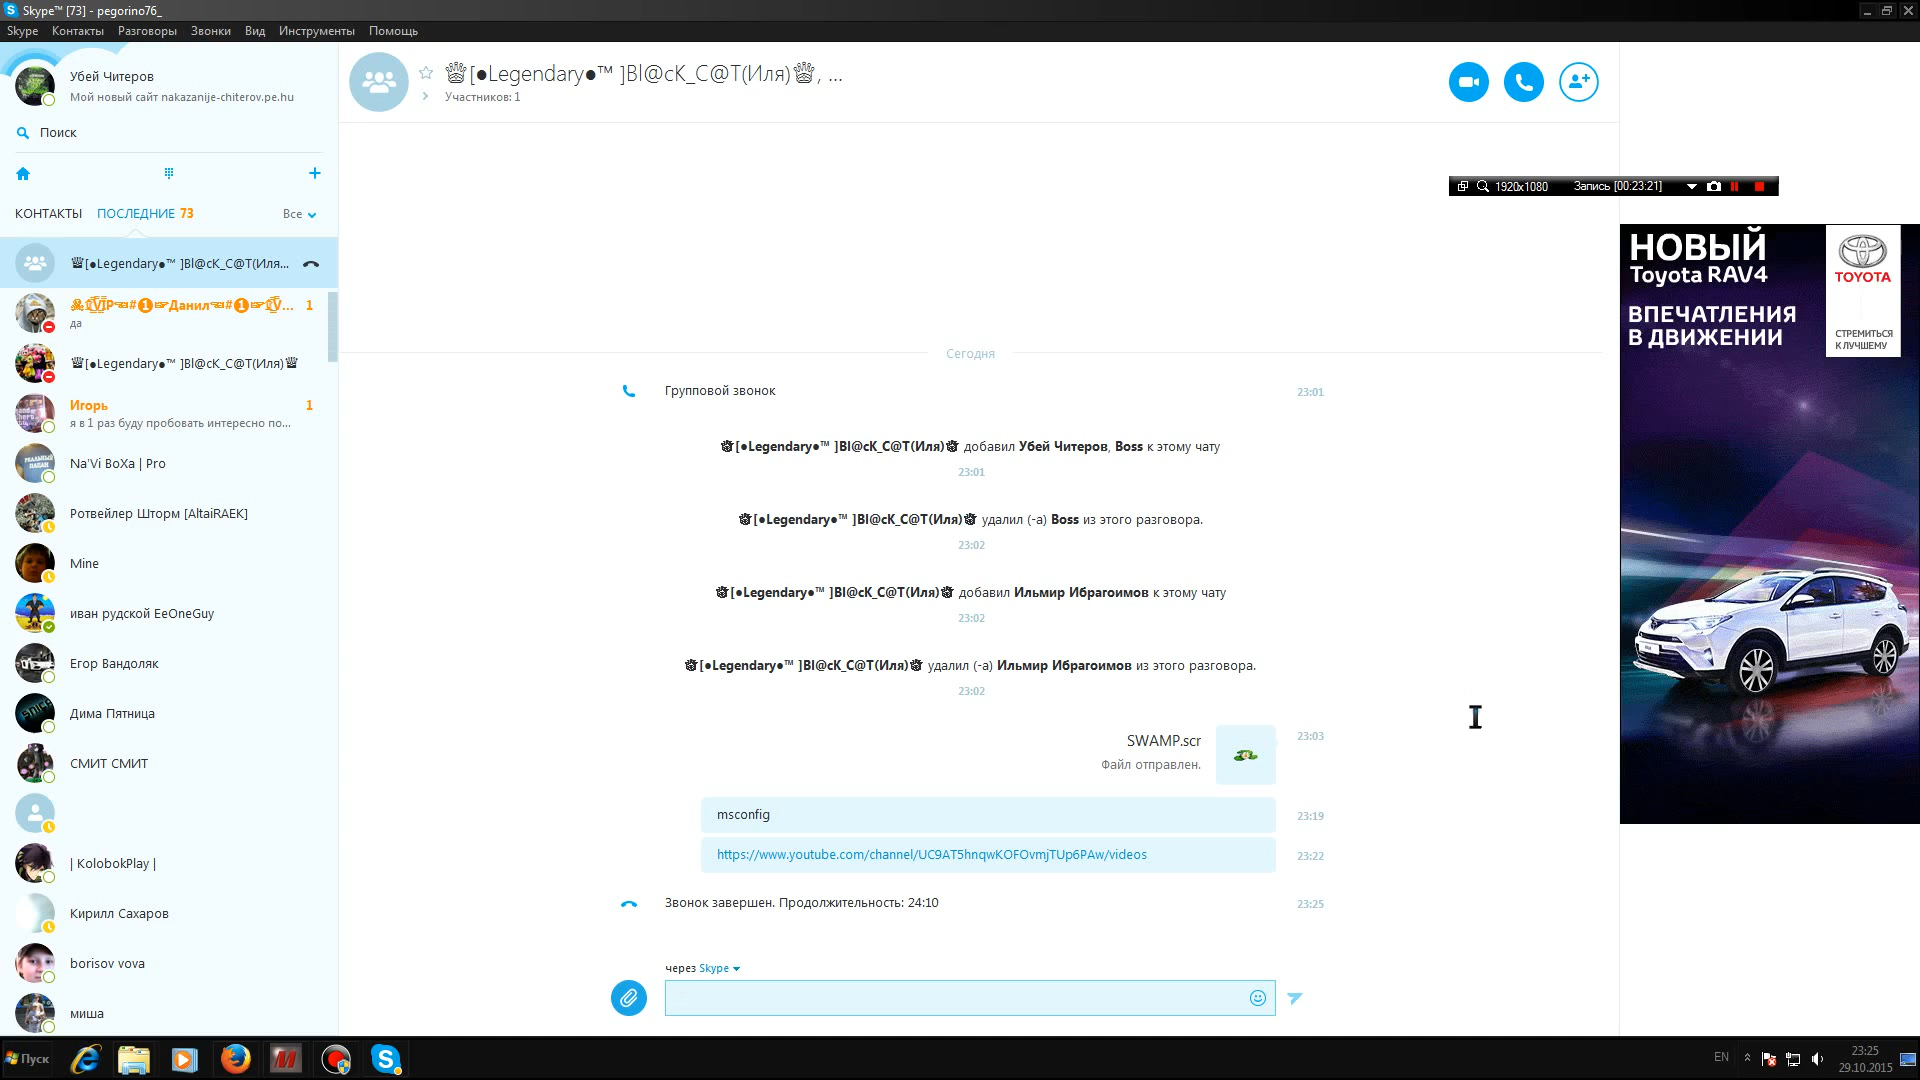 Skype™ [73] - pegorino76_
Skype Контакты Разговоры Звонки Вид Инструменты Помощь
Убей Читеров
Мой новый сайт nakazanije-chiterov.pe.hu
Поиск
КОНТАКТЫ ПОСЛЕДНИЕ 73 Все
♕[●Legendary●™ ]Bl@cK_C@T(Иля...
Данил 1
да
♕[●Legendary●™ ]Bl@cK_C@T(Иля)♕
Игорь 1
я в 1 раз буду пробовать интересно по...
Na'Vi BoXa | Pro
Ротвейлер Шторм [AltaiRAEK]
Mine
иван рудской EeOneGuy
Егор Вандоляк
Дима Пятница
СМИТ СМИТ
| KolobokPlay |
Кирилл Сахаров
borisov vova
миша
♕[●Legendary●™ ]Bl@cK_C@T(Иля)♕, ...
Участников: 1
1920x1080 Запись [00:23:21]
Сегодня
Групповой звонок 23:01
♕[●Legendary●™ ]Bl@cK_C@T(Иля)♕ добавил Убей Читеров, Boss к этому чату
23:01
♕[●Legendary●™ ]Bl@cK_C@T(Иля)♕ удалил (-а) Boss из этого разговора.
23:02
♕[●Legendary●™ ]Bl@cK_C@T(Иля)♕ добавил Ильмир Ибрагоимов к этому чату
23:02
♕[●Legendary●™ ]Bl@cK_C@T(Иля)♕ удалил (-а) Ильмир Ибрагоимов из этого разговора.
23:02
SWAMP.scr 23:03
Файл отправлен.
msconfig 23:19
https://www.youtube.com/channel/UC9AT5hnqwKOFOvmjTUp6PAw/videos 23:22
Звонок завершен. Продолжительность: 24:10 23:25
через Skype
НОВЫЙ
Toyota RAV4
ВПЕЧАТЛЕНИЯ
В ДВИЖЕНИИ
TOYOTA
СТРЕМИТЬСЯ
К ЛУЧШЕМУ
Пуск
EN
23:25
29.10.2015